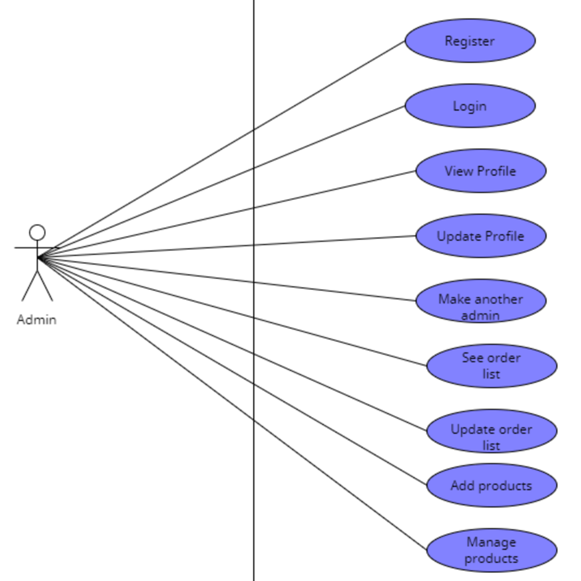 Register
Login
View Profile
Update Profile
Make another
admin
Admin
See order
list
Update order
list
Add products
Manage
products